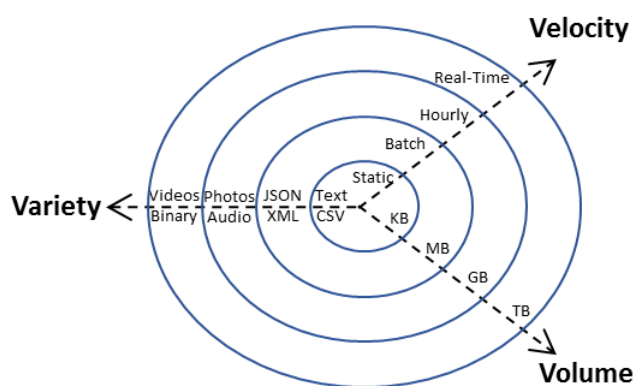 Velocity
Real-Time
Hourly
Batch
Static
Videos Photos JSON Text
Variety
Binary Audio XML CSV
KB
MB
GB
TB
Volume